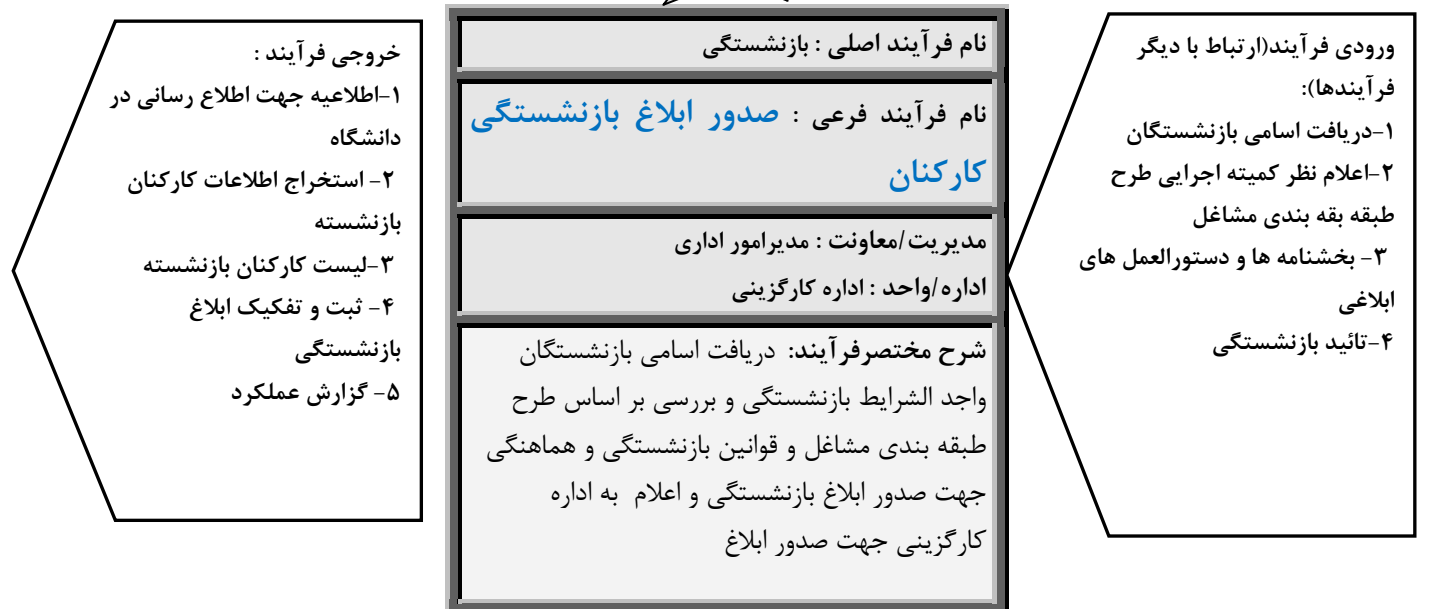 ورودی فرآیند(ارتباط با دیگر
فرآیندها):
۱-دریافت اسامی بازنشستگان
۲-اعلام نظر کمیته اجرایی طرح
طبقه بقه بندی مشاغل
۳- بخشنامه ها و دستورالعمل های
ابلاغی
۴-تائید بازنشستگی
نام فرآیند اصلی : بازنشستگی
نام فرآیند فرعی : صدور ابلاغ بازنشستگی
کارکنان
مدیریت/معاونت : مدیرامور اداری
اداره/واحد : اداره کارگزینی
شرح مختصرفرآیند: دریافت اسامی بازنشستگان
واجد الشرایط بازنشستگی و بررسی بر اساس طرح
طبقه بندی مشاغل و قوانین بازنشستگی و هماهنگی
جهت صدور ابلاغ بازنشستگی و اعلام به اداره
کارگزینی جهت صدور ابلاغ
خروجی فرآیند :
۱-اطلاعیه جهت اطلاع رسانی در
دانشگاه
۲- استخراج اطلاعات کارکنان
بازنشسته
۳-لیست کارکنان بازنشسته
۴- ثبت و تفکیک ابلاغ
بازنشستگی
۵- گزارش عملکرد